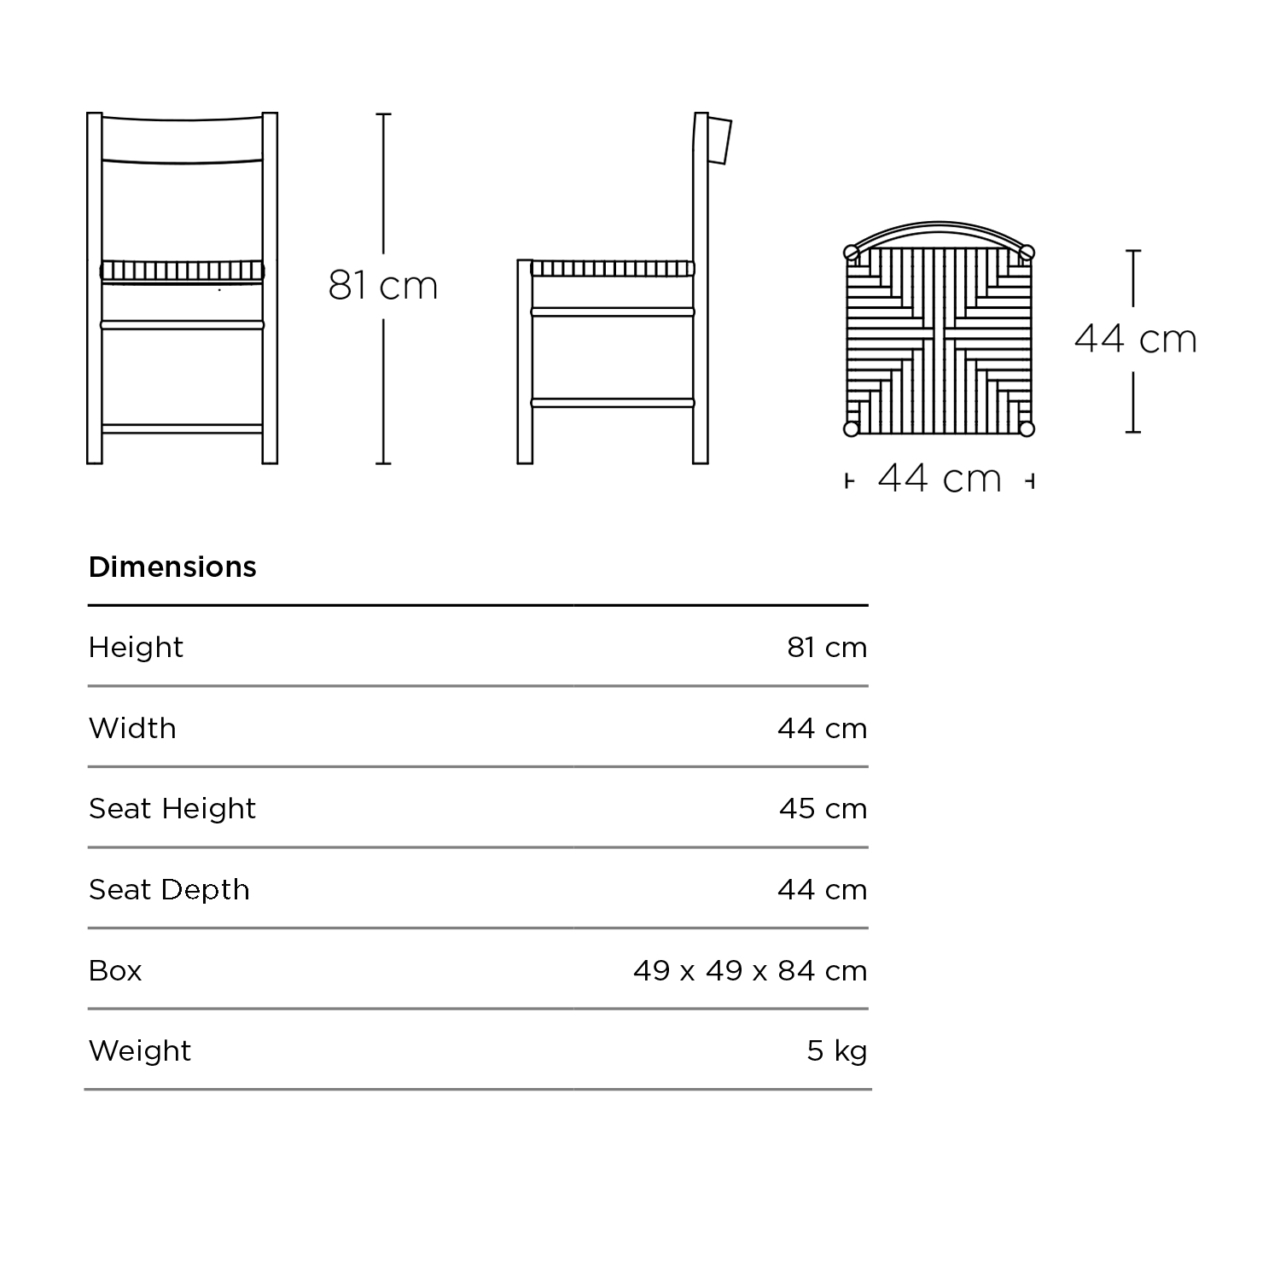 81 cm
44 cm
44 cm
Dimensions
Height 81 cm
Width 44 cm
Seat Height 45 cm
Seat Depth 44 cm
Box 49 x 49 x 84 cm
Weight 5 kg